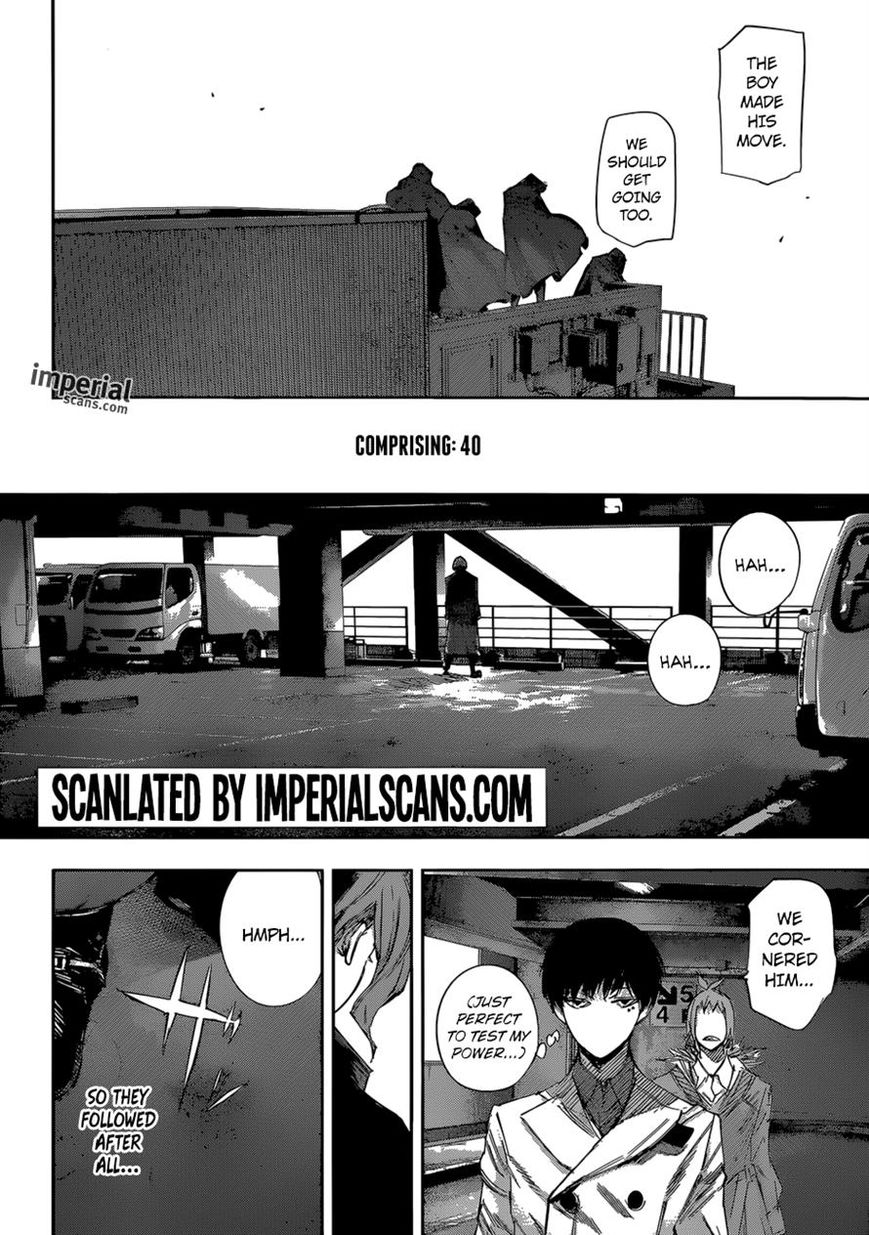 THE
BOY
MADE
HIS
MOVE.
WE
SHOULD
GET
GOING
TOO.
imperial
scans.com
COMPRISING: 40
HAH...
HAH...
SCANLATED BY IMPERIALSCANS.COM
WE
COR-
NERED
HIM...
5
4
(JUST
PERFECT
TO TEST MY
POWER...)
HMPH...
SO THEY
FOLLOWED
AFTER
ALL...